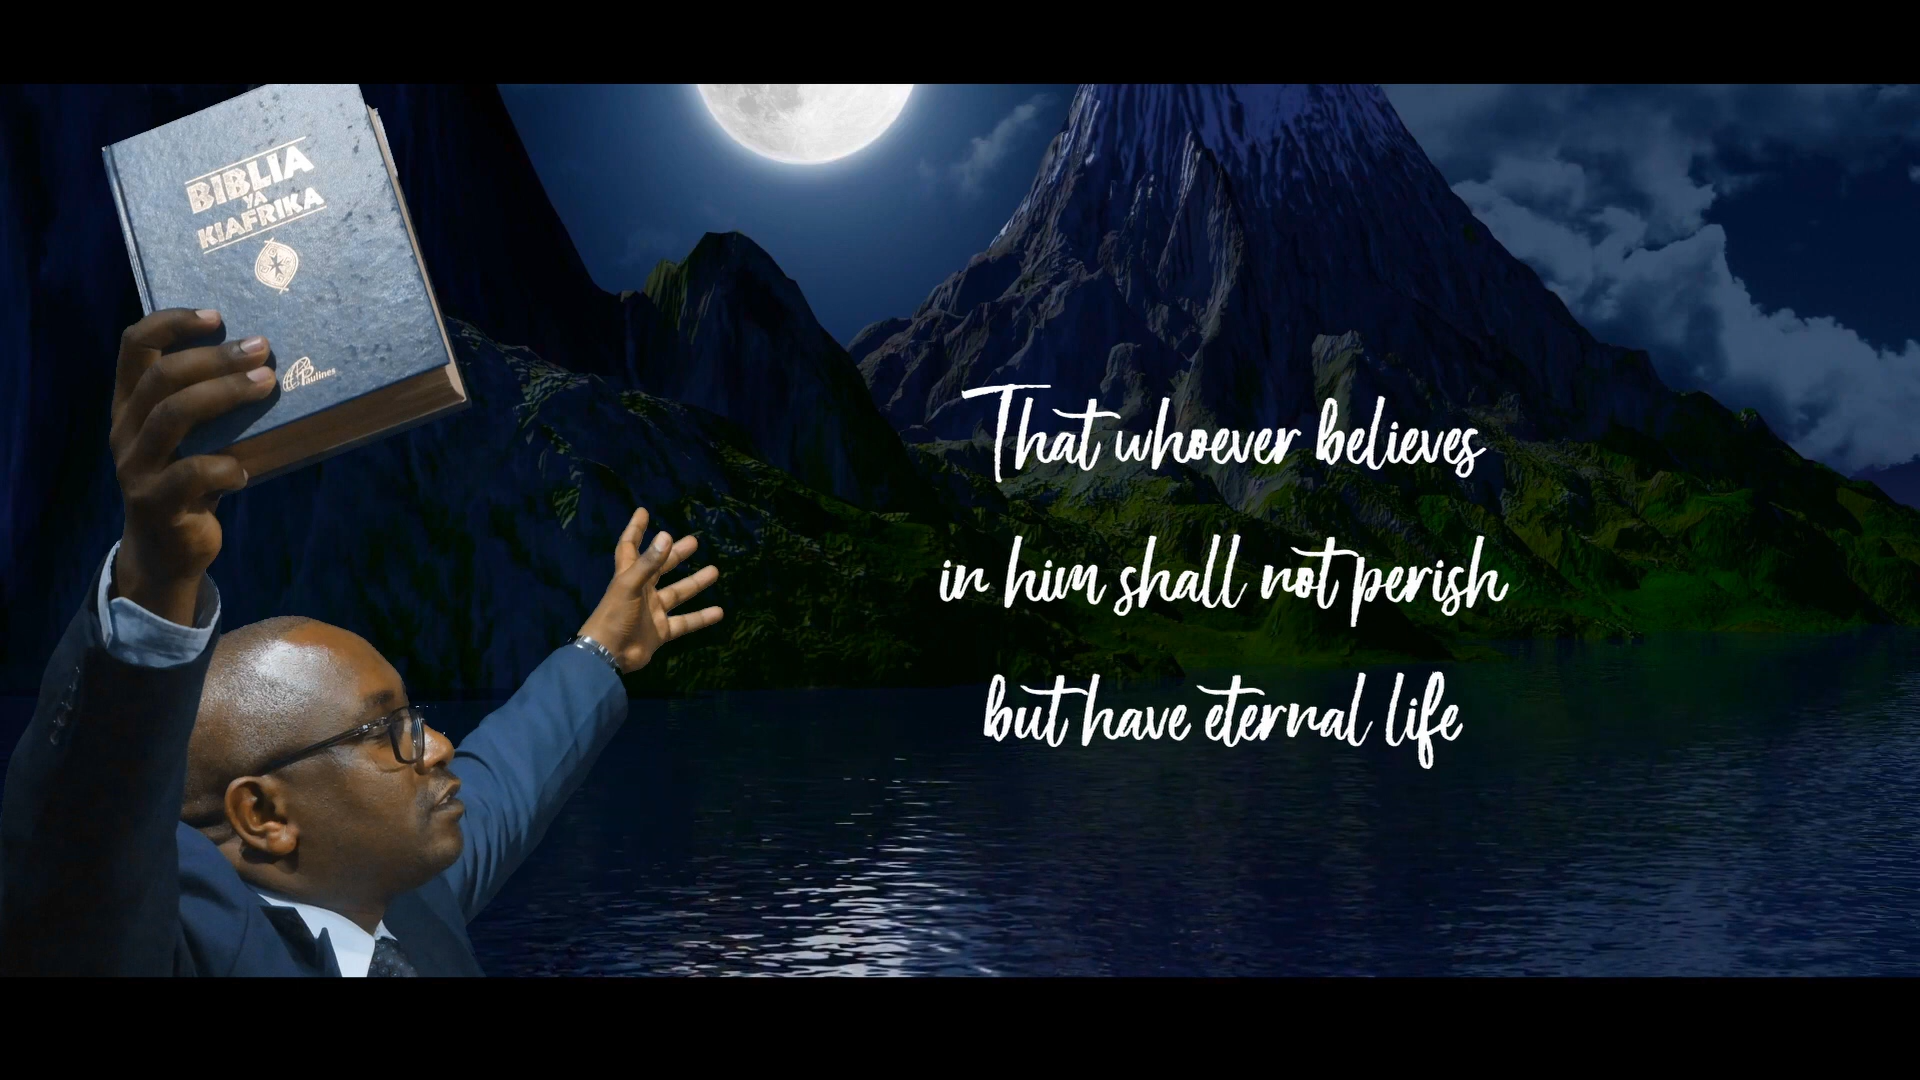 BIBLIA
YA
KIAFRIKA
Paulines
That whoever believes
in him shall not perish
but have eternal life